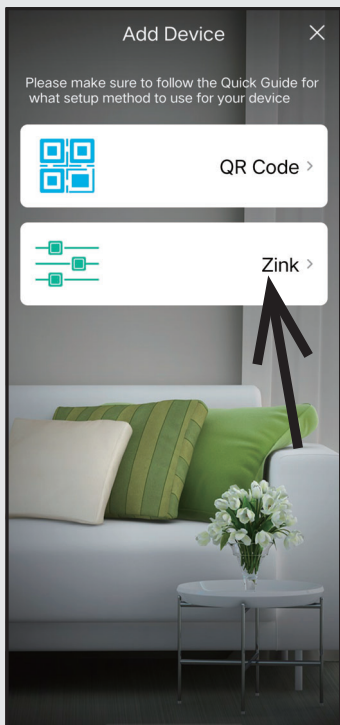 Add Device
Please make sure to follow the Quick Guide for
what setup method to use for your device
QR Code
Zink